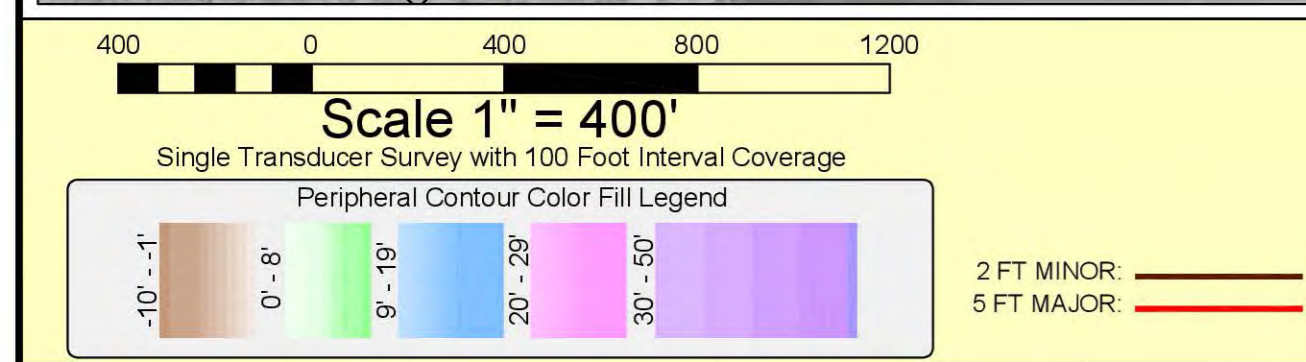 400 0 400 800 1200
Scale 1" = 400'
Single Transducer Survey with 100 Foot Interval Coverage
Peripheral Contour Color Fill Legend
-10' - -1'
0' - 8'
9' - 19'
20' - 29'
30' - 50'
2 FT MINOR:
5 FT MAJOR: